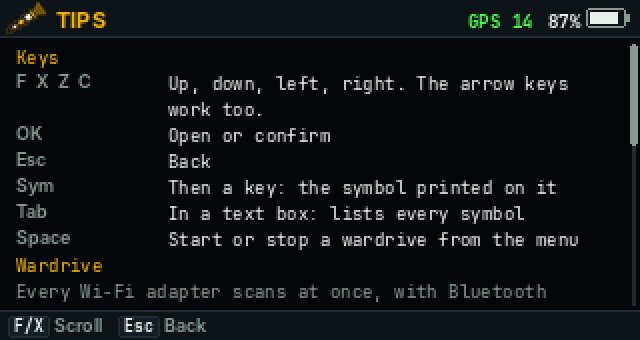 TIPS GPS 14 87%
Keys
F X Z C Up, down, left, right. The arrow keys
work too.
OK Open or confirm
Esc Back
Sym Then a key: the symbol printed on it
Tab In a text box: lists every symbol
Space Start or stop a wardrive from the menu
Wardrive
Every Wi-Fi adapter scans at once, with Bluetooth
F/X Scroll Esc Back